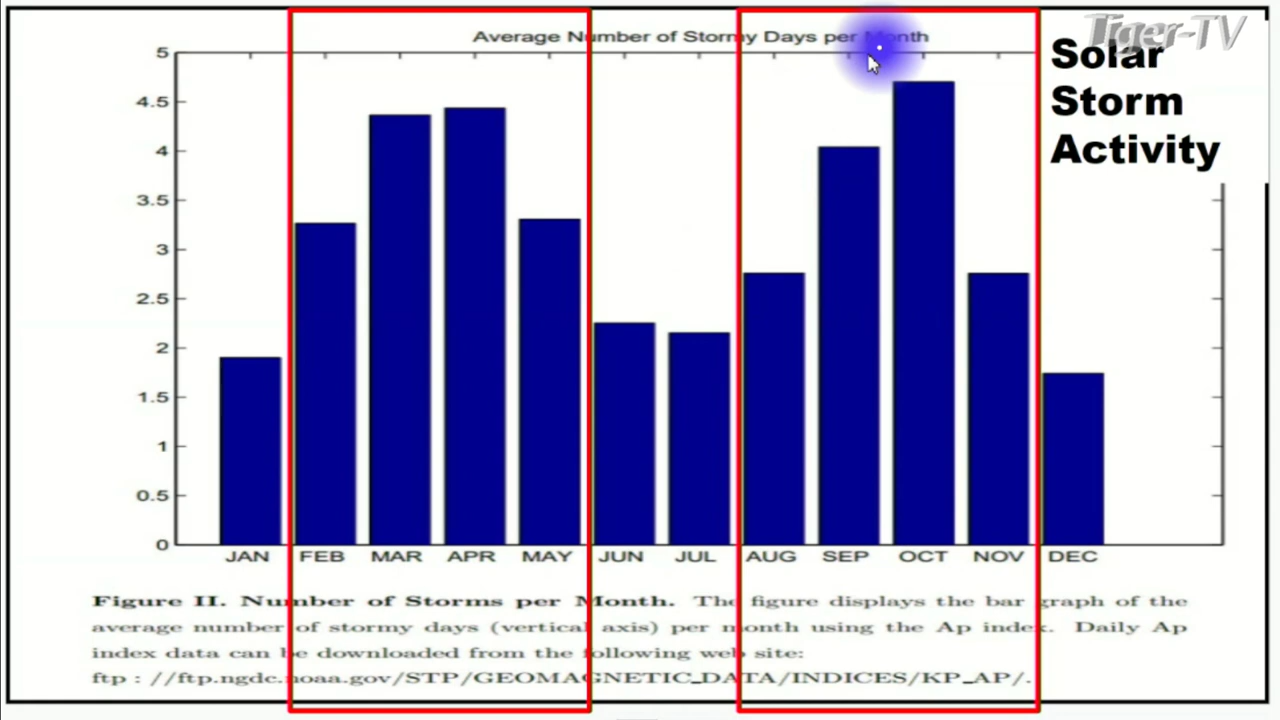 Tiger-TV
Average Number of Stormy Days per Month
Solar
Storm
Activity
5
4.5
4
3.5
3
2.5
2
1.5
1
0.5
0
JAN FEB MAR APR MAY JUN JUL AUG SEP OCT NOV DEC
Figure II. Number of Storms per Month. The figure displays the bar graph of the
average number of stormy days (vertical axis) per month using the Ap index. Daily Ap
index data can be downloaded from the following web site:
ftp : //ftp.ngdc.noaa.gov/STP/GEOMAGNETIC_DATA/INDICES/KP_AP/.